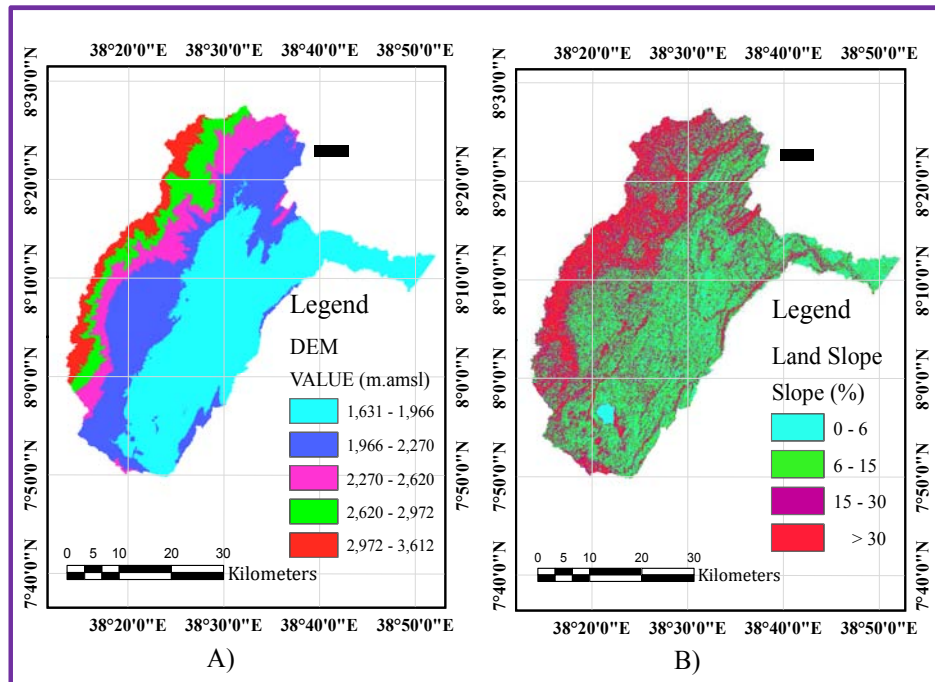 38°20'0"E 38°30'0"E 38°40'0"E 38°50'0"E
8°30'0"N
8°20'0"N
8°10'0"N
8°0'0"N
7°50'0"N
7°40'0"N
8°20'0"N
8°10'0"N
8°0'0"N
7°50'0"N
Legend
DEM
VALUE (m.amsl)
1,631 - 1,966
1,966 - 2,270
2,270 - 2,620
2,620 - 2,972
2,972 - 3,612
0 5 10 20 30
Kilometers
38°20'0"E 38°30'0"E 38°40'0"E 38°50'0"E
A)
38°20'0"E 38°30'0"E 38°40'0"E 38°50'0"E
8°30'0"N
8°20'0"N
8°10'0"N
8°0'0"N
7°50'0"N
7°40'0"N
8°20'0"N
8°10'0"N
8°0'0"N
7°50'0"N
Legend
Land Slope
Slope (%)
0 - 6
6 - 15
15 - 30
> 30
0 5 10 20 30
Kilometers
38°20'0"E 38°30'0"E 38°40'0"E 38°50'0"E
B)